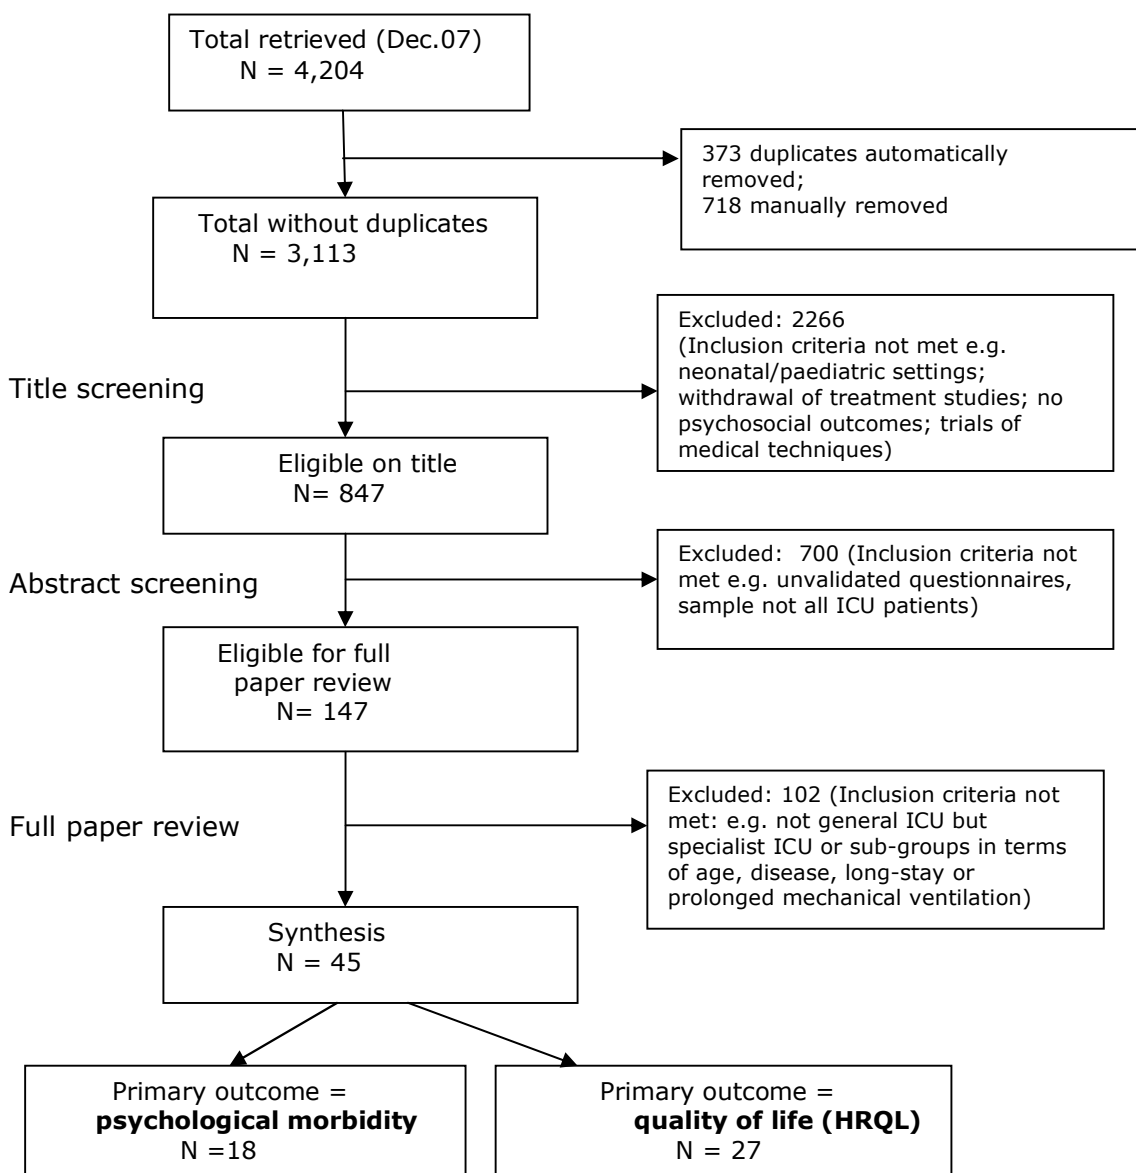 Total retrieved (Dec.07)
N = 4,204
373 duplicates automatically
removed;
718 manually removed
Total without duplicates
N = 3,113
Excluded: 2266
(Inclusion criteria not met e.g.
neonatal/paediatric settings;
withdrawal of treatment studies; no
psychosocial outcomes; trials of
medical techniques)
Title screening
Eligible on title
N= 847
Excluded:  700 (Inclusion criteria not
met e.g. unvalidated questionnaires,
sample not all ICU patients)
Abstract screening
Eligible for full
paper review
N= 147
Excluded: 102 (Inclusion criteria not
met: e.g. not general ICU but
specialist ICU or sub-groups in terms
of age, disease, long-stay or
prolonged mechanical ventilation)
Full paper review
Synthesis
N = 45
Primary outcome =
psychological morbidity
N =18
Primary outcome =
quality of life (HRQL)
N = 27